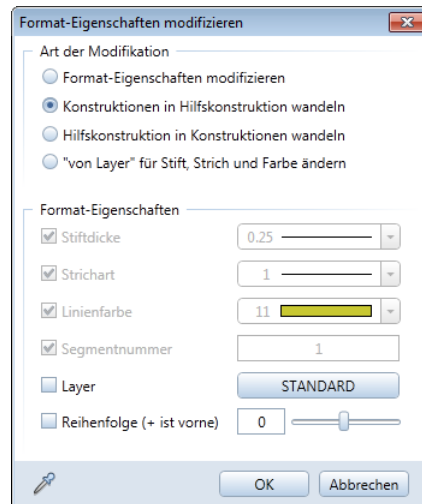 Format-Eigenschaften modifizieren
Art der Modifikation
Format-Eigenschaften modifizieren
Konstruktionen in Hilfskonstruktion wandeln
Hilfskonstruktion in Konstruktionen wandeln
"von Layer" für Stift, Strich und Farbe ändern
Format-Eigenschaften
Stiftdicke 0.25
Strichart 1
Linienfarbe 11
Segmentnummer 1
Layer STANDARD
Reihenfolge (+ ist vorne) 0
OK Abbrechen